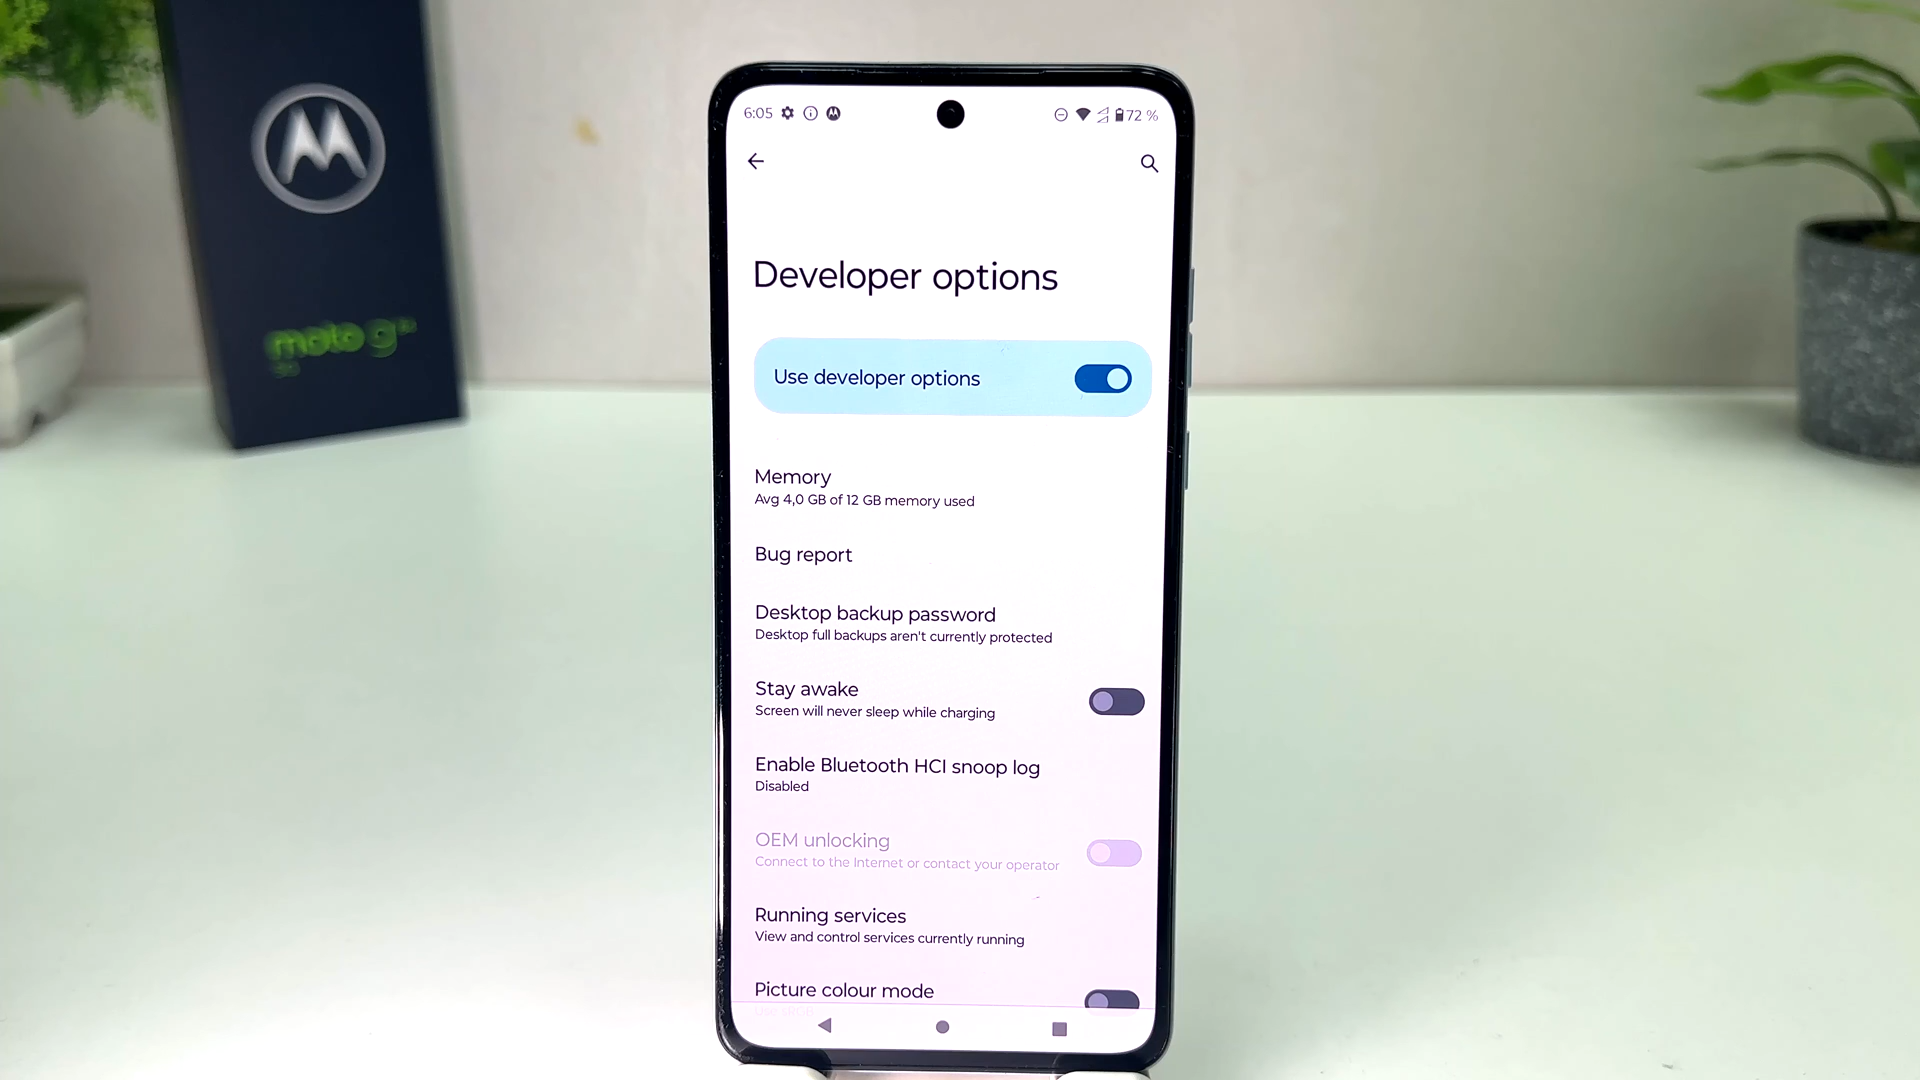 moto g
6:05
72 %
Developer options
Use developer options
Memory
Avg 4,0 GB of 12 GB memory used
Bug report
Desktop backup password
Desktop full backups aren't currently protected
Stay awake
Screen will never sleep while charging
Enable Bluetooth HCI snoop log
Disabled
OEM unlocking
Connect to the Internet or contact your operator
Running services
View and control services currently running
Picture colour mode
Use sRGB